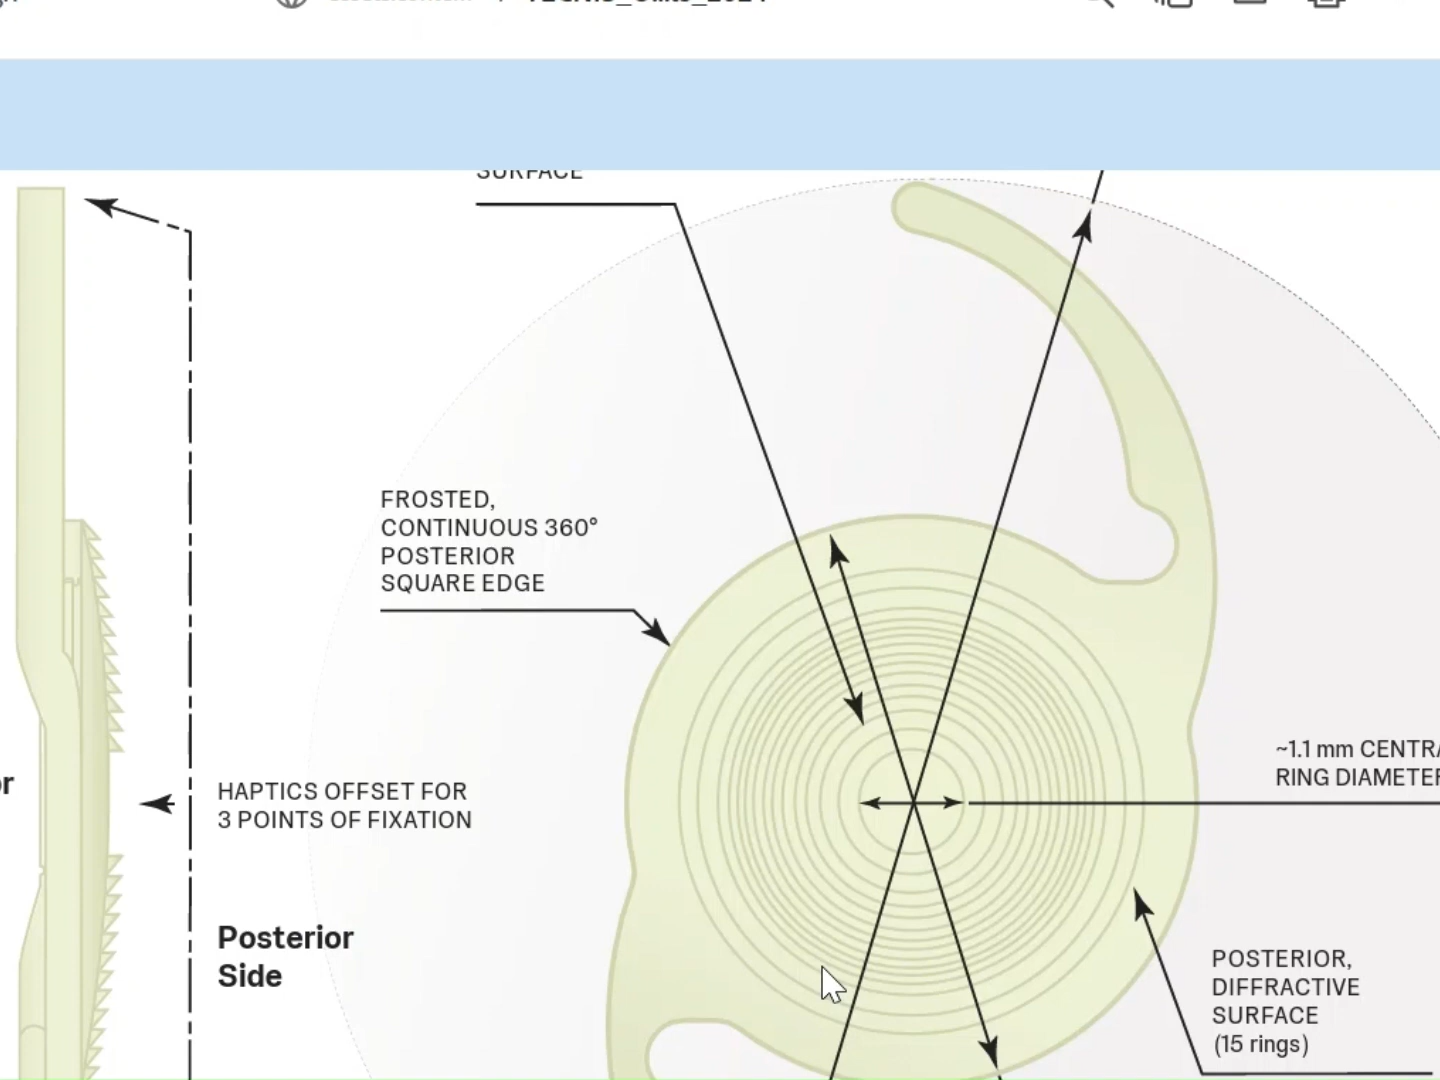 SURFACE
FROSTED,
CONTINUOUS 360°
POSTERIOR
SQUARE EDGE
~1.1 mm
HAPTICS OFFSET FOR
3 POINTS OF FIXATION
Posterior
Side
POSTERIOR,
DIFFRACTIVE
SURFACE
(15 rings)